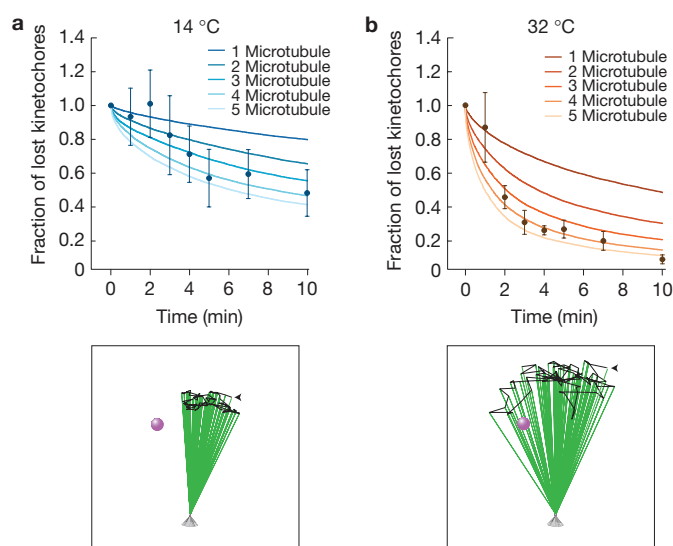 a
14 °C
Fraction of lost kinetochores
1.4
1.2
1.0
0.8
0.6
0.4
0.2
0
1 Microtubule
2 Microtubule
3 Microtubule
4 Microtubule
5 Microtubule
0 2 4 6 8 10
Time (min)
b
32 °C
Fraction of lost kinetochores
1.4
1.2
1.0
0.8
0.6
0.4
0.2
0
1 Microtubule
2 Microtubule
3 Microtubule
4 Microtubule
5 Microtubule
0 2 4 6 8 10
Time (min)